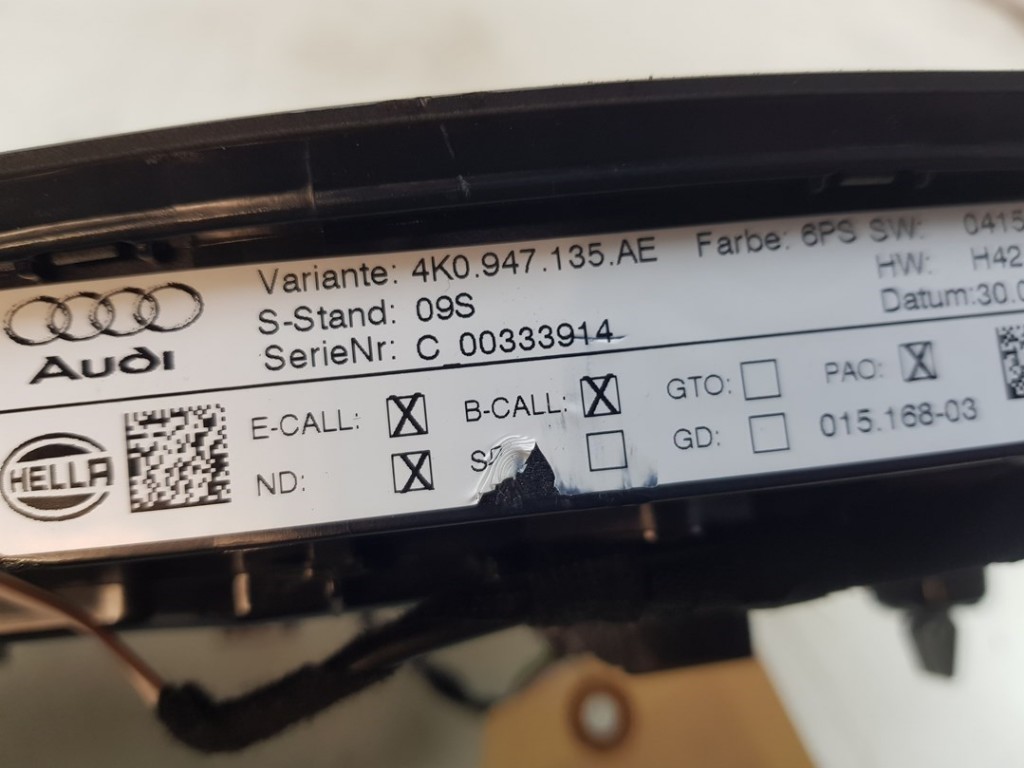 Variante: 4K0.947.135.AE Farbe: 6PS SW: 0415
S-Stand: 09S HW: H42
SerieNr: C 00333914 Datum:30.0
Audi
E-CALL: B-CALL: GTO: PAO:
HELLA
ND: GD: 015.168-03